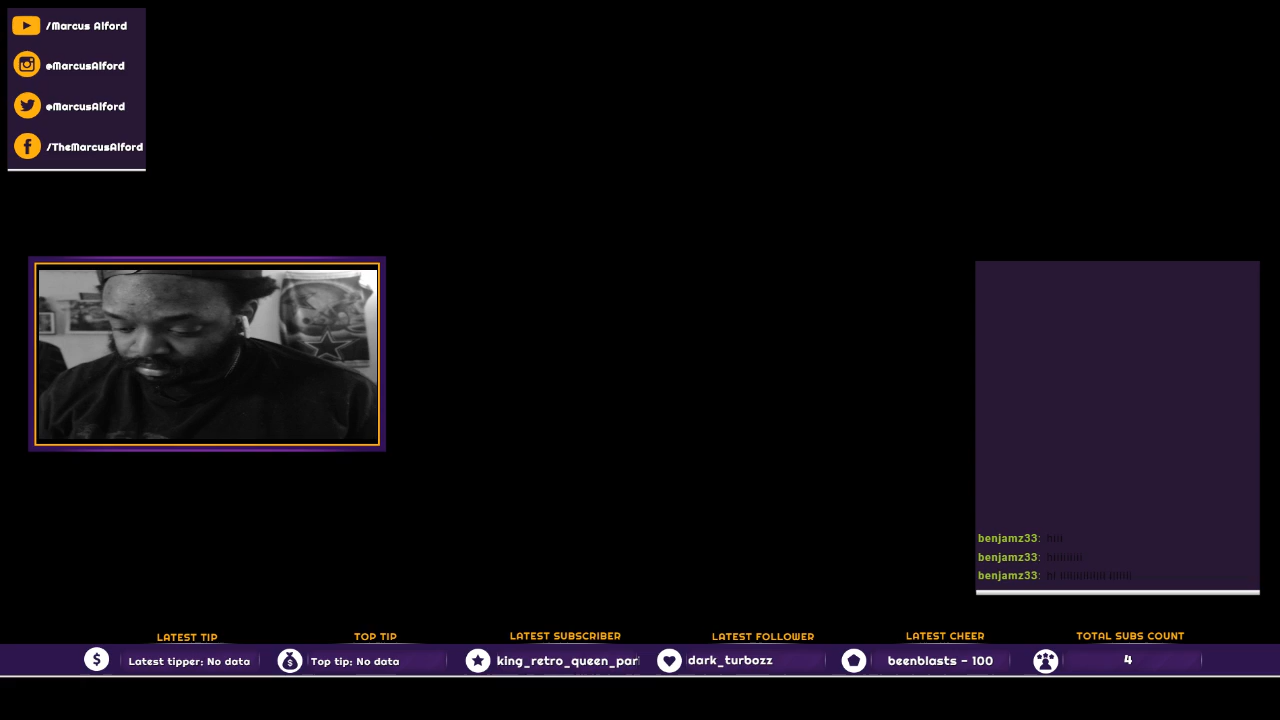 /Marcus Alford
@MarcusAlford
@MarcusAlford
/TheMarcusAlford
benjamz33:
benjamz33:
benjamz33: hi
LATEST TIP
TOP TIP
LATEST SUBSCRIBER
LATEST FOLLOWER
LATEST CHEER
TOTAL SUBS COUNT
Latest tipper: No data
Top tip: No data
king_retro_queen_par
dark_turbozz
beenblasts - 100
4